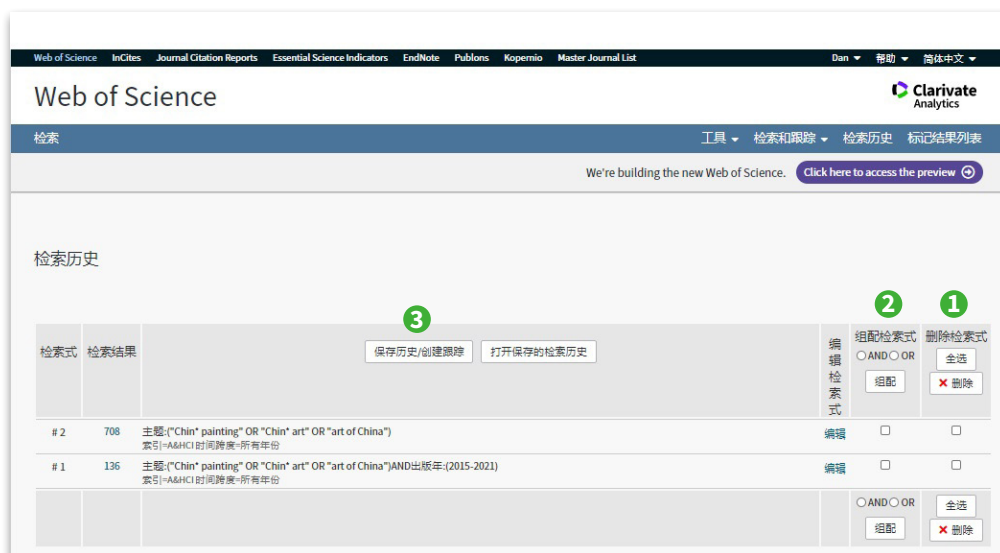 Web of Science InCites Journal Citation Reports Essential Science Indicators EndNote Publons Kopernio Master Journal List Dan 帮助 简体中文
Web of Science
Clarivate
Analytics
检索 工具 检索和跟踪 检索历史 标记结果列表
We're building the new Web of Science. Click here to access the preview
检索历史
3 2 1
检索式 检索结果 保存历史/创建跟踪 打开保存的检索历史 编辑检索式 组配检索式 删除检索式
AND OR 全选
组配 删除
# 2 708 主题:("Chin* painting" OR "Chin* art" OR "art of China") 编辑
索引=A&HCI 时间跨度=所有年份
# 1 136 主题:("Chin* painting" OR "Chin* art" OR "art of China")AND出版年:(2015-2021) 编辑
索引=A&HCI 时间跨度=所有年份
AND OR 全选
组配 删除